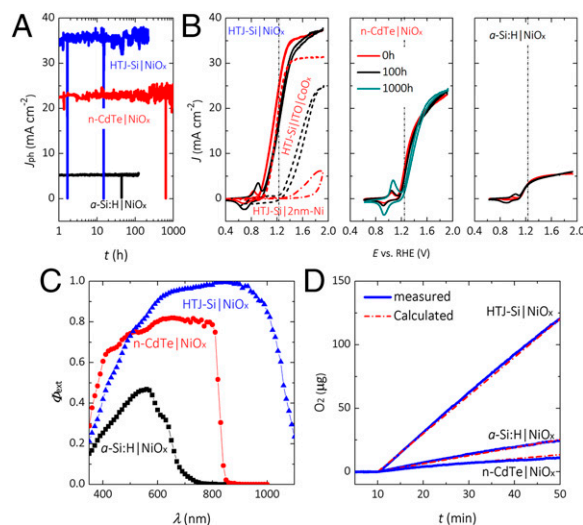 A
J_ph (mA cm⁻²)
40
35
30
25
20
15
10
5
0
HTJ-Si|NiOₓ
n-CdTe|NiOₓ
a-Si:H|NiOₓ
1
10
100
1000
t (h)
B
J (mA cm⁻²)
40
30
20
10
0
HTJ-Si|NiOₓ
HTJ-Si|ITO|CoOₓ
HTJ-Si|2nm-Ni
0.4
0.8
1.2
1.6
2.0
n-CdTe|NiOₓ
0h
100h
1000h
0.4
0.8
1.2
1.6
2.0
E vs. RHE (V)
a-Si:H|NiOₓ
0.4
0.8
1.2
1.6
2.0
C
Φ_ext
1.0
0.8
0.6
0.4
0.2
0.0
HTJ-Si|NiOₓ
n-CdTe|NiOₓ
a-Si:H|NiOₓ
400
600
800
1000
λ (nm)
D
O₂ (µg)
150
100
50
0
measured
Calculated
HTJ-Si|NiOₓ
a-Si:H|NiOₓ
n-CdTe|NiOₓ
10
20
30
40
50
t (min)